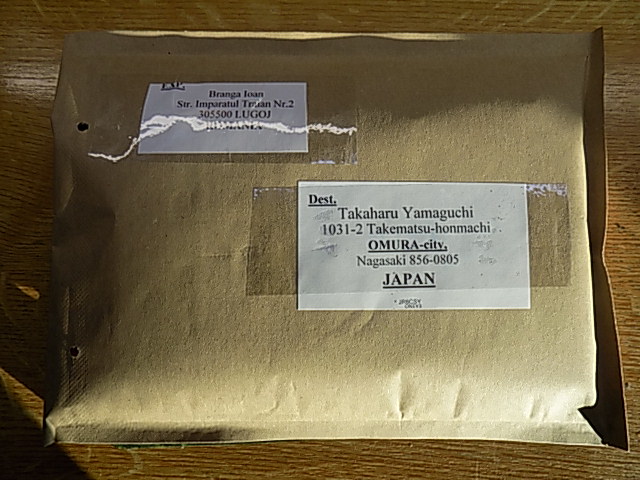 EXP.
Branga Ioan
Str. Imparatul Traian Nr.2
305500 LUGOJ
ROMANIA
Dest.
Takaharu Yamaguchi
1031-2 Takematsu-honmachi
OMURA-city,
Nagasaki 856-0805
JAPAN